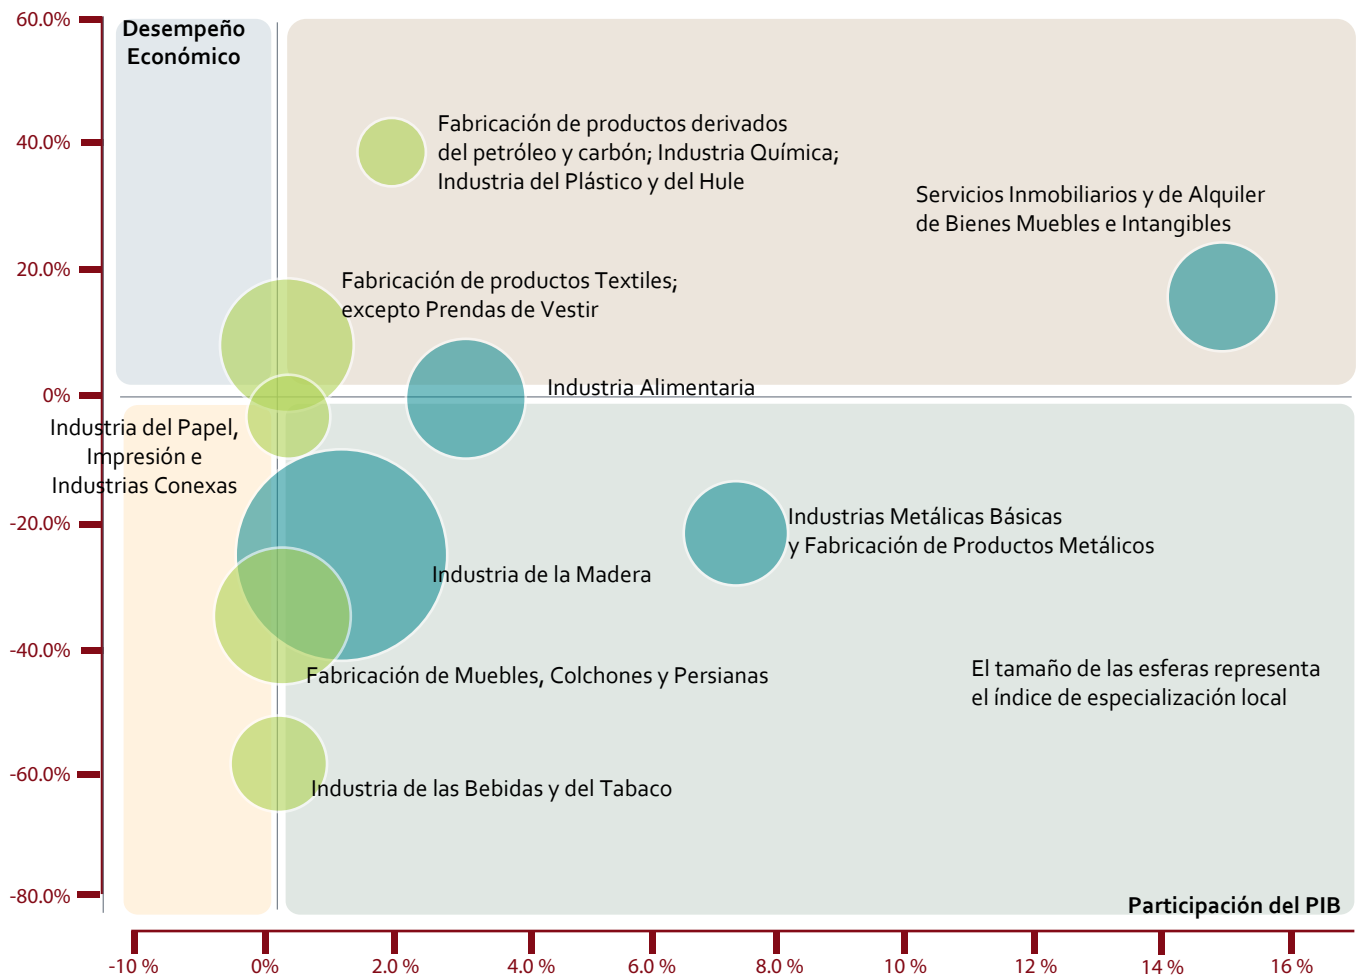 60.0%
Desempeño
Económico
Fabricación de productos derivados
del petróleo y carbón; Industria Química;
Industria del Plástico y del Hule
40.0%
Servicios Inmobiliarios y de Alquiler
de Bienes Muebles e Intangibles
20.0%
Fabricación de productos Textiles;
excepto Prendas de Vestir
0%
Industria Alimentaria
Industria del Papel,
Impresión e
Industrias Conexas
-20.0%
Industrias Metálicas Básicas
y Fabricación de Productos Metálicos
Industria de la Madera
-40.0%
Fabricación de Muebles, Colchones y Persianas
El tamaño de las esferas representa
el índice de especialización local
-60.0%
Industria de las Bebidas y del Tabaco
-80.0%
Participación del PIB
-10 % 0% 2.0 % 4.0 % 6.0 % 8.0 % 10 % 12 % 14 % 16 %